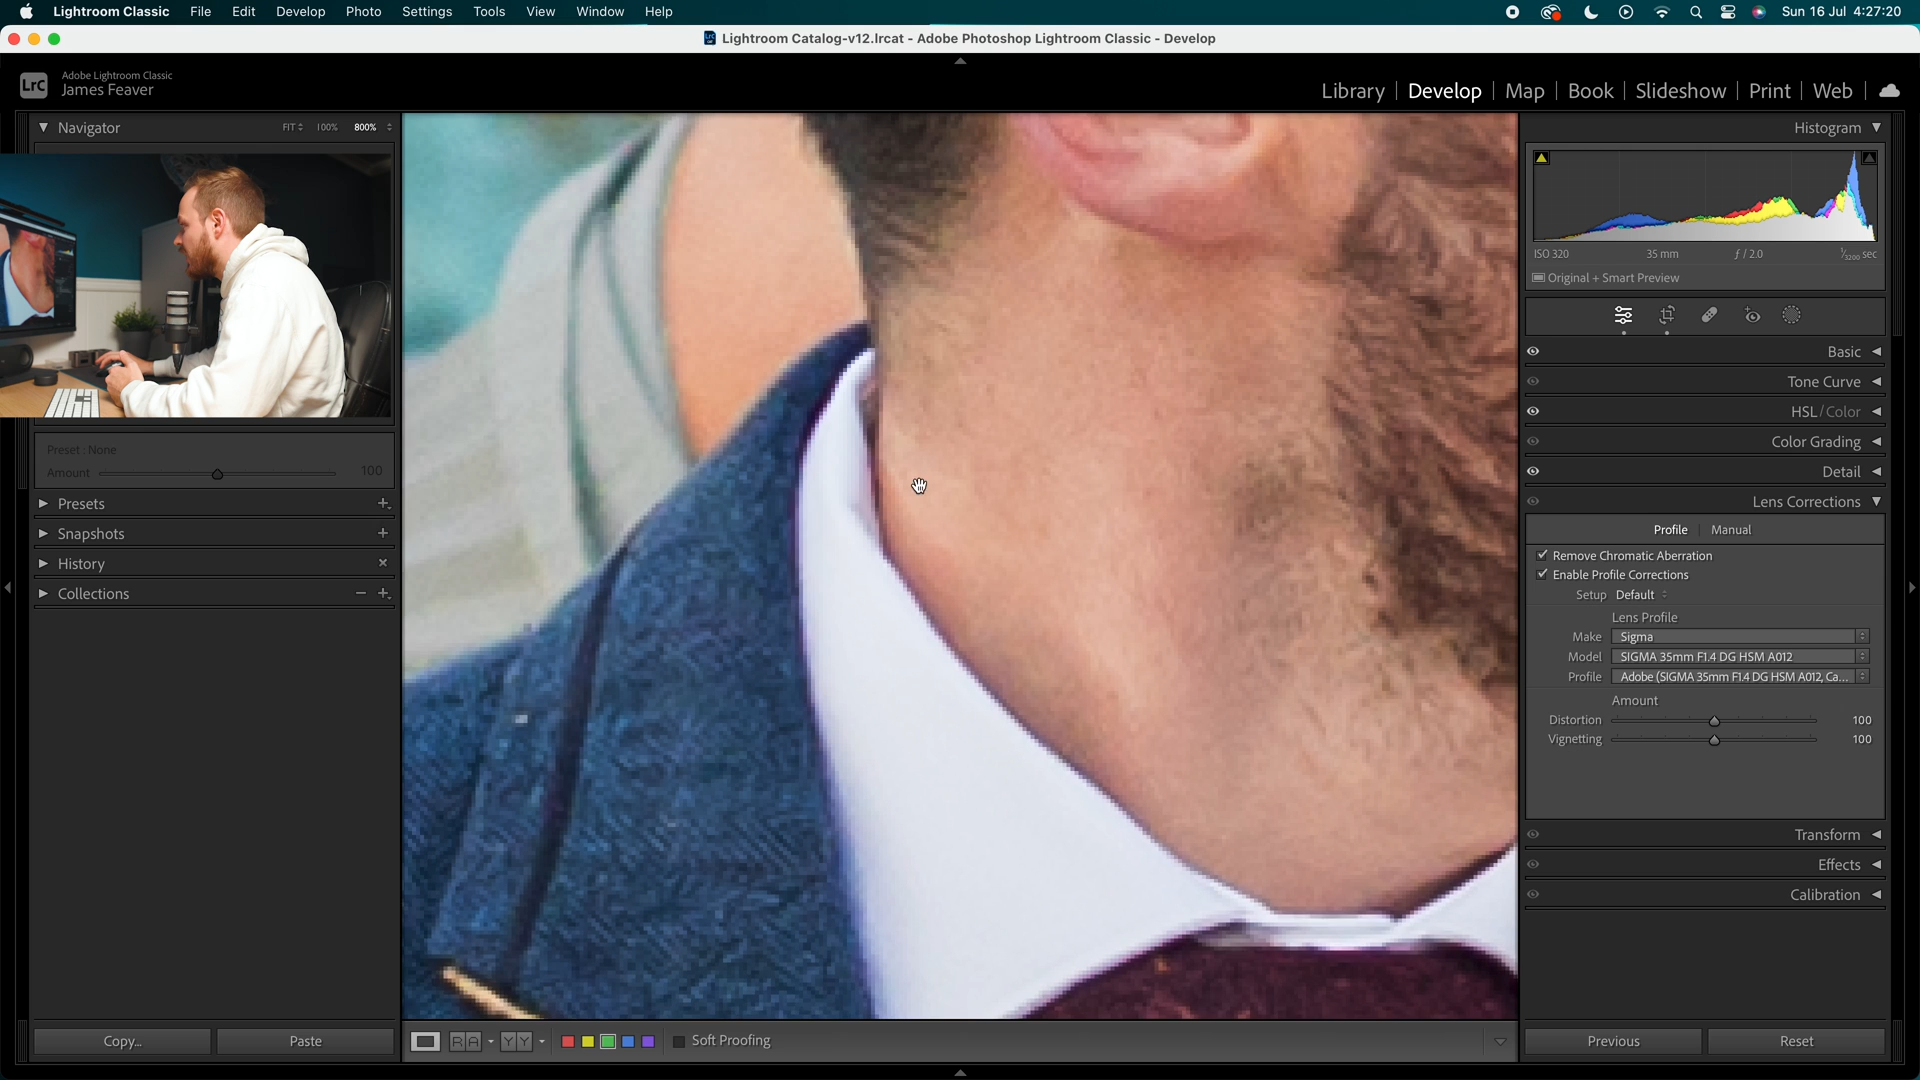 Lightroom Classic File Edit Develop Photo Settings Tools View Window Help Sun 16 Jul 4:27:20
Lightroom Catalog-v12.lrcat - Adobe Photoshop Lightroom Classic - Develop
LrC Adobe Lightroom Classic
James Feaver
Library Develop Map Book Slideshow Print Web
Navigator FIT 100% 800%
Preset : None
Amount 100
Presets
Snapshots
History
Collections
Copy... Paste
R A Y Y Soft Proofing
Histogram
ISO 320 35 mm ƒ / 2.0 1/3200 sec
Original + Smart Preview
Basic
Tone Curve
HSL / Color
Color Grading
Detail
Lens Corrections
Profile Manual
Remove Chromatic Aberration
Enable Profile Corrections
Setup Default
Lens Profile
Make Sigma
Model SIGMA 35mm F1.4 DG HSM A012
Profile Adobe (SIGMA 35mm F1.4 DG HSM A012, Ca...
Amount
Distortion 100
Vignetting 100
Transform
Effects
Calibration
Previous Reset